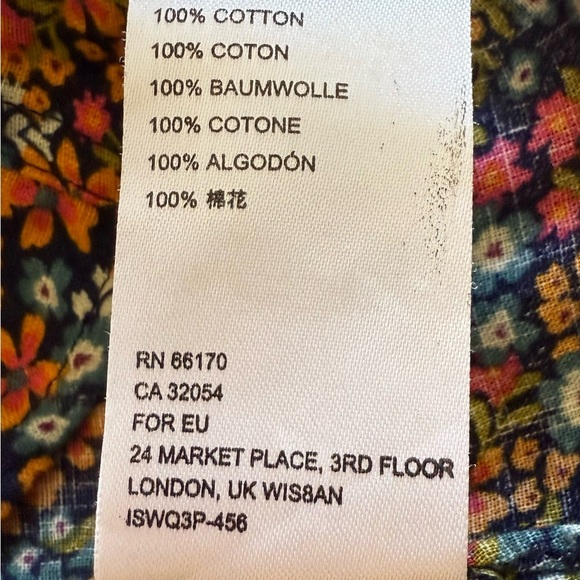 100% COTTON
100% COTON
100% BAUMWOLLE
100% COTONE
100% ALGODÓN
100% 棉花
RN 66170
CA 32054
FOR EU
24 MARKET PLACE, 3RD FLOOR
LONDON, UK WIS8AN
ISWQ3P-456